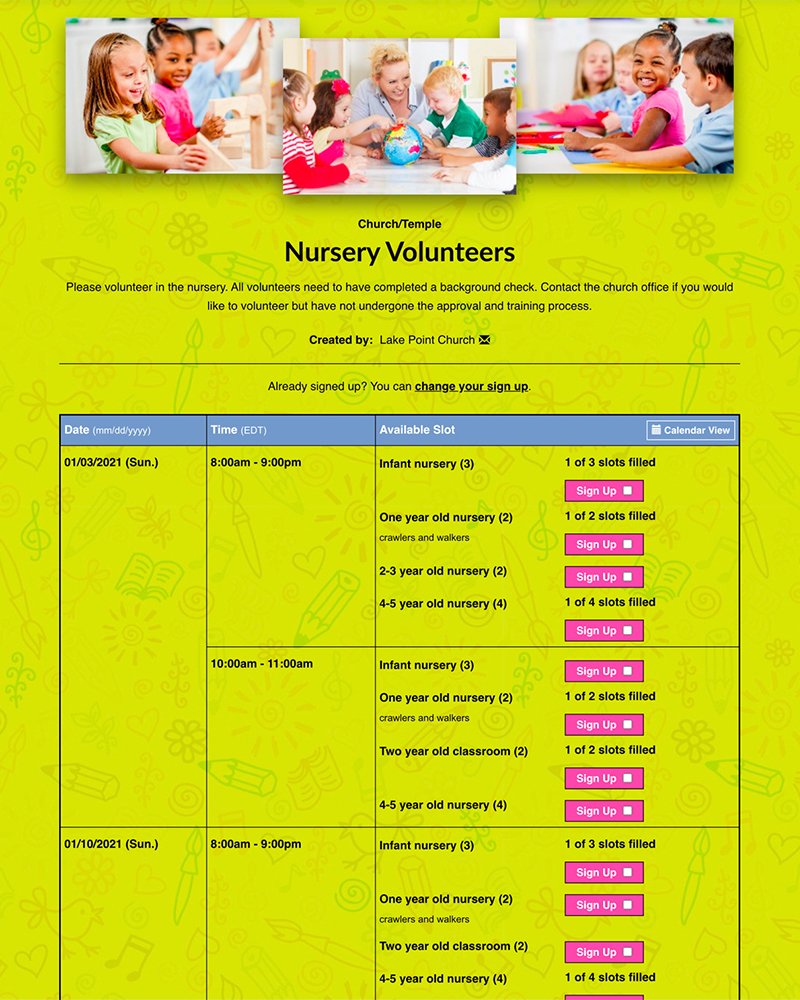 Church/Temple
Nursery Volunteers
Please volunteer in the nursery. All volunteers need to have completed a background check. Contact the church office if you would
like to volunteer but have not undergone the approval and training process.
Created by: Lake Point Church
Already signed up? You can change your sign up.
Date (mm/dd/yyyy) Time (EDT) Available Slot Calendar View
01/03/2021 (Sun.) 8:00am - 9:00pm Infant nursery (3) 1 of 3 slots filled
Sign Up
One year old nursery (2) 1 of 2 slots filled
crawlers and walkers
Sign Up
2-3 year old nursery (2) Sign Up
4-5 year old nursery (4) 1 of 4 slots filled
Sign Up
10:00am - 11:00am Infant nursery (3) Sign Up
One year old nursery (2) 1 of 2 slots filled
crawlers and walkers Sign Up
Two year old classroom (2) 1 of 2 slots filled
Sign Up
4-5 year old nursery (4) Sign Up
01/10/2021 (Sun.) 8:00am - 9:00pm Infant nursery (3) 1 of 3 slots filled
Sign Up
One year old nursery (2) Sign Up
crawlers and walkers
Two year old classroom (2) Sign Up
4-5 year old nursery (4) 1 of 4 slots filled